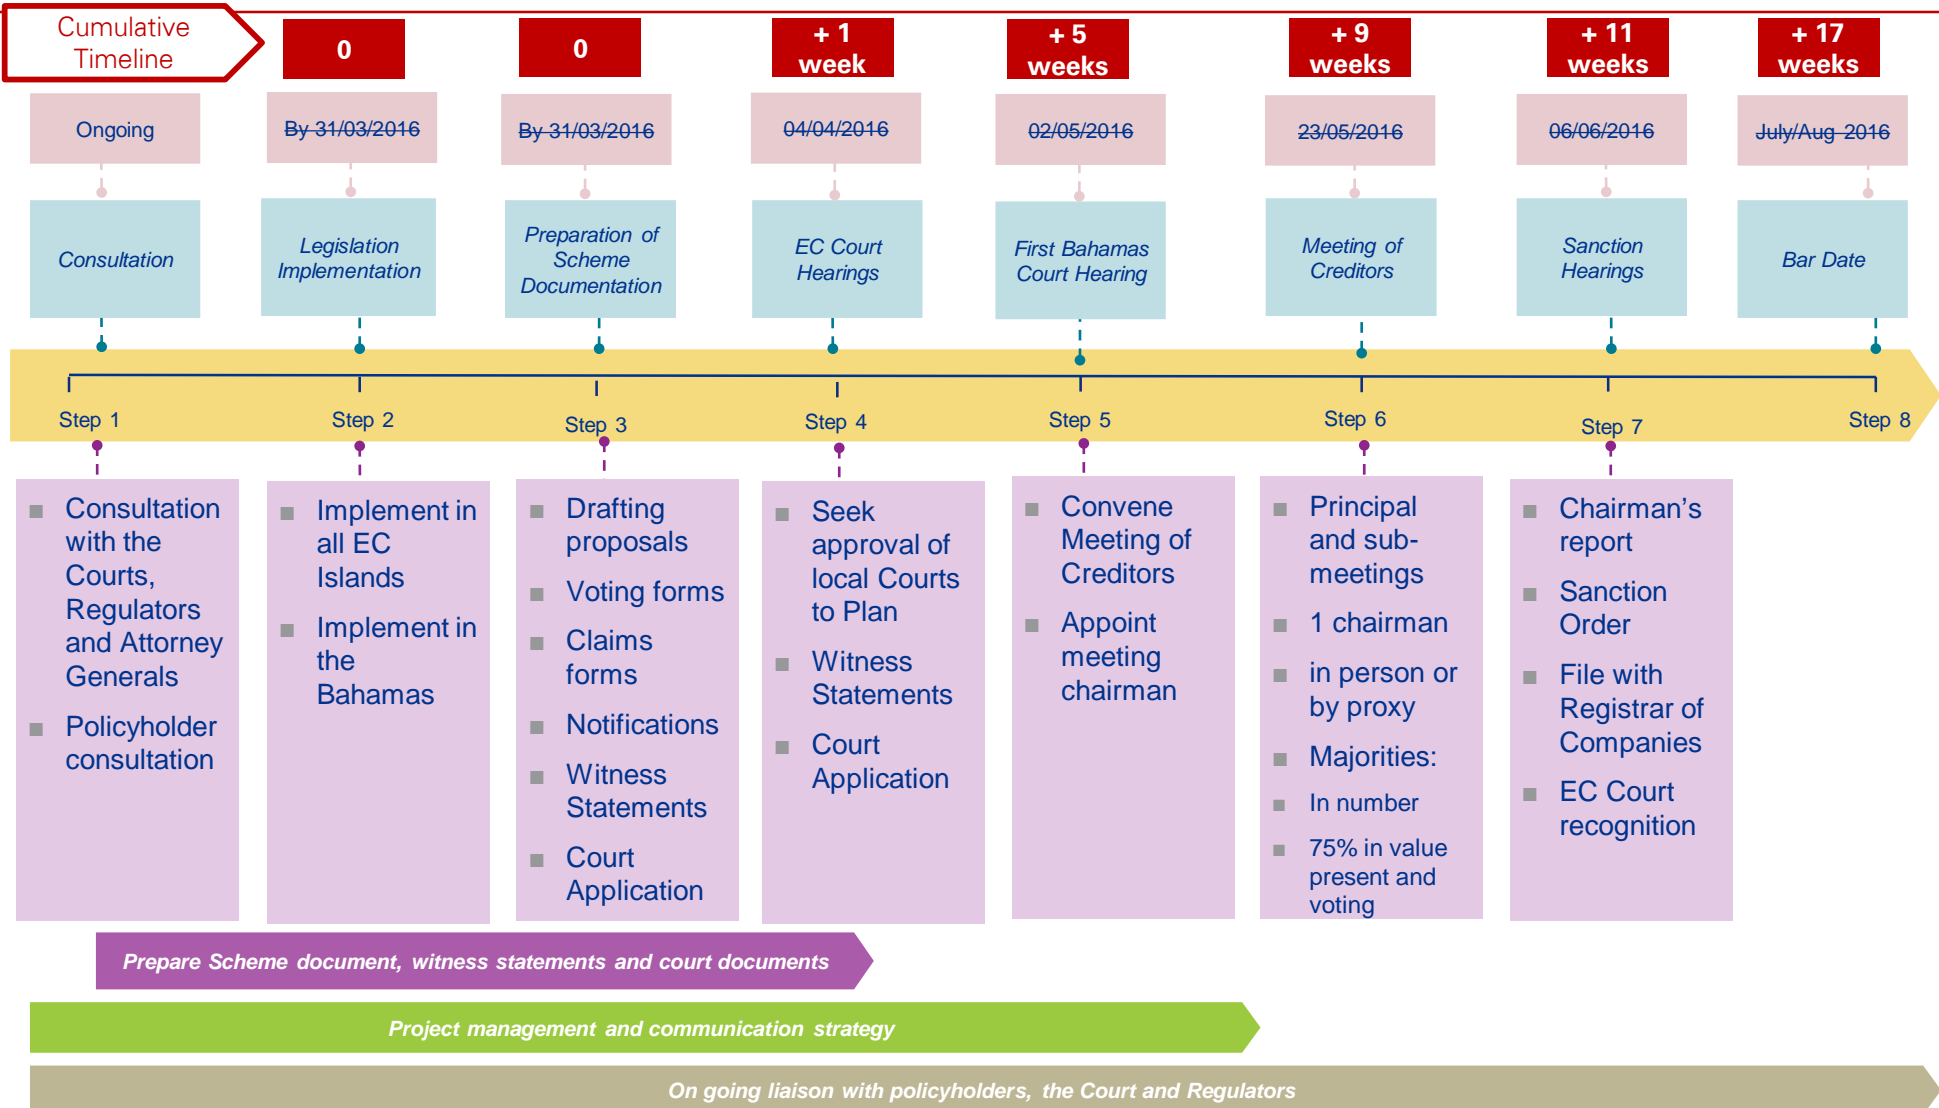 Cumulative
Timeline
0
0
+ 1
week
+ 5
weeks
+ 9
weeks
+ 11
weeks
+ 17
weeks
Ongoing
By 31/03/2016
By 31/03/2016
04/04/2016
02/05/2016
23/05/2016
06/06/2016
July/Aug 2016
Consultation
Legislation
Implementation
Preparation of
Scheme
Documentation
EC Court
Hearings
First Bahamas
Court Hearing
Meeting of
Creditors
Sanction
Hearings
Bar Date
Step 1
Step 2
Step 3
Step 4
Step 5
Step 6
Step 7
Step 8
■ Consultation
with the
Courts,
Regulators
and Attorney
Generals
■ Policyholder
consultation
■ Implement in
all EC
Islands
■ Implement in
the
Bahamas
■ Drafting
proposals
■ Voting forms
■ Claims
forms
■ Notifications
■ Witness
Statements
■ Court
Application
■ Seek
approval of
local Courts
to Plan
■ Witness
Statements
■ Court
Application
■ Convene
Meeting of
Creditors
■ Appoint
meeting
chairman
■ Principal
and sub-
meetings
■ 1 chairman
■ in person or
by proxy
■ Majorities:
■ In number
■ 75% in value
present and
voting
■ Chairman’s
report
■ Sanction
Order
■ File with
Registrar of
Companies
■ EC Court
recognition
Prepare Scheme document, witness statements and court documents
Project management and communication strategy
On going liaison with policyholders, the Court and Regulators